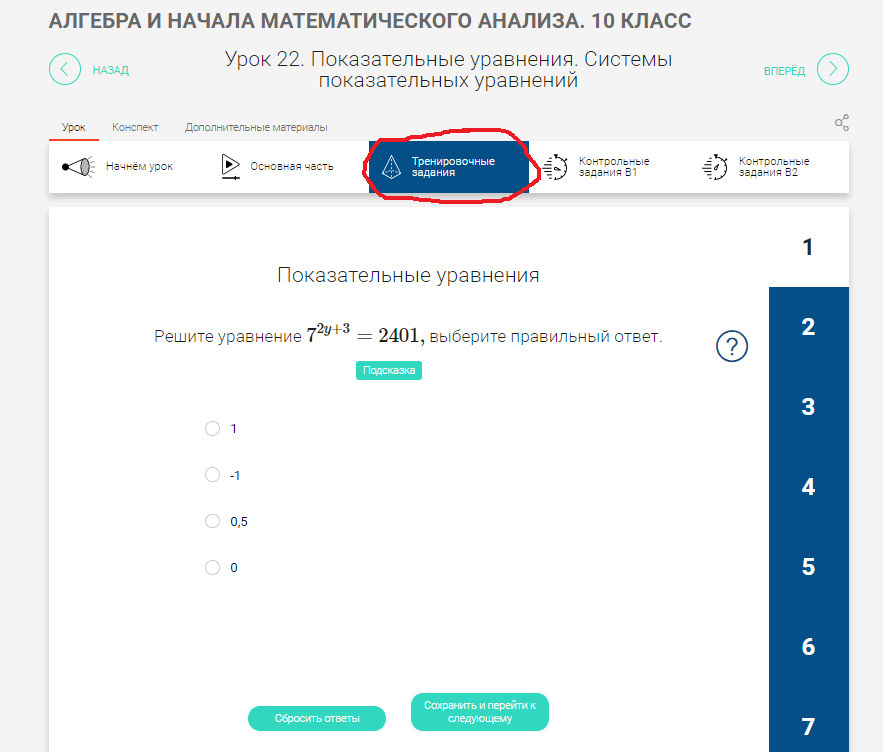 АЛГЕБРА И НАЧАЛА МАТЕМАТИЧЕСКОГО АНАЛИЗА. 10 КЛАСС
НАЗАД
Урок 22. Показательные уравнения. Системы
показательных уравнений
ВПЕРЁД
Урок Конспект Дополнительные материалы
Начнём урок
Основная часть
Тренировочные
задания
Контрольные
задания В1
Контрольные
задания В2
Показательные уравнения
Решите уравнение 7^{2y+3} = 2401, выберите правильный ответ.
?
Подсказка
1
-1
0,5
0
Сбросить ответы
Сохранить и перейти к
следующему
1
2
3
4
5
6
7